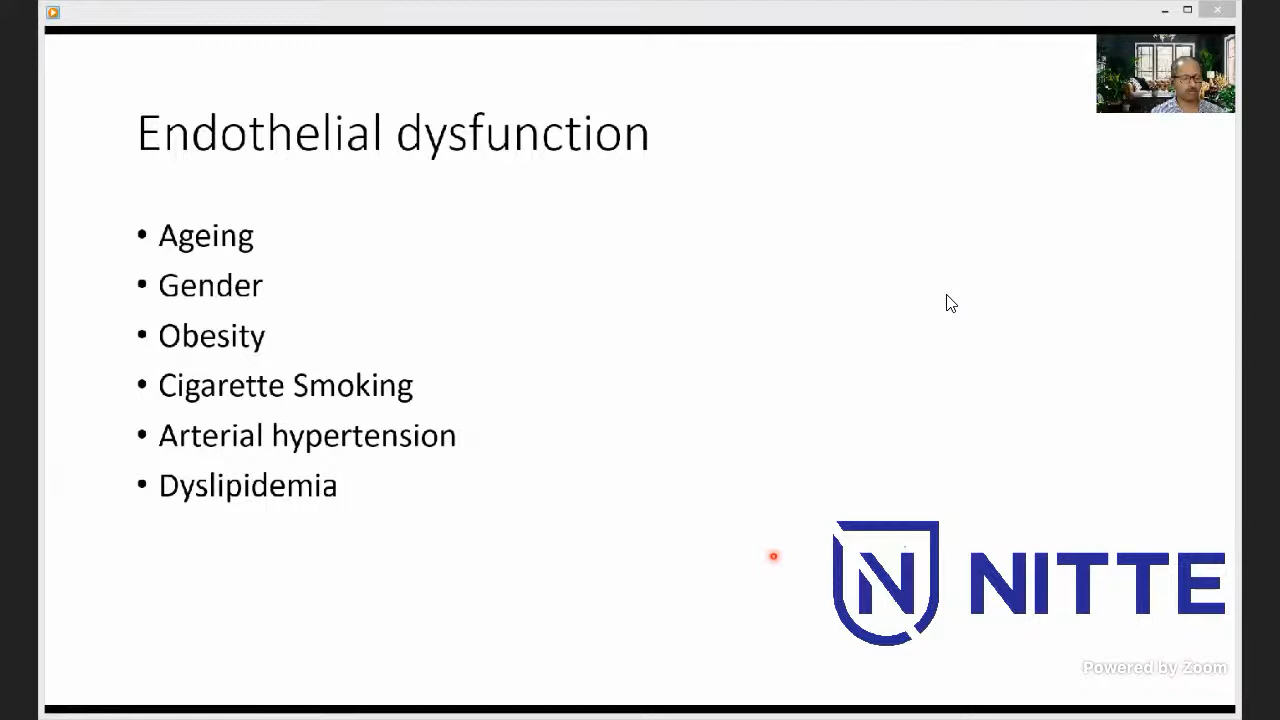 Endothelial dysfunction
• Ageing
• Gender
• Obesity
• Cigarette Smoking
• Arterial hypertension
• Dyslipidemia
N NITTE
Powered by Zoom